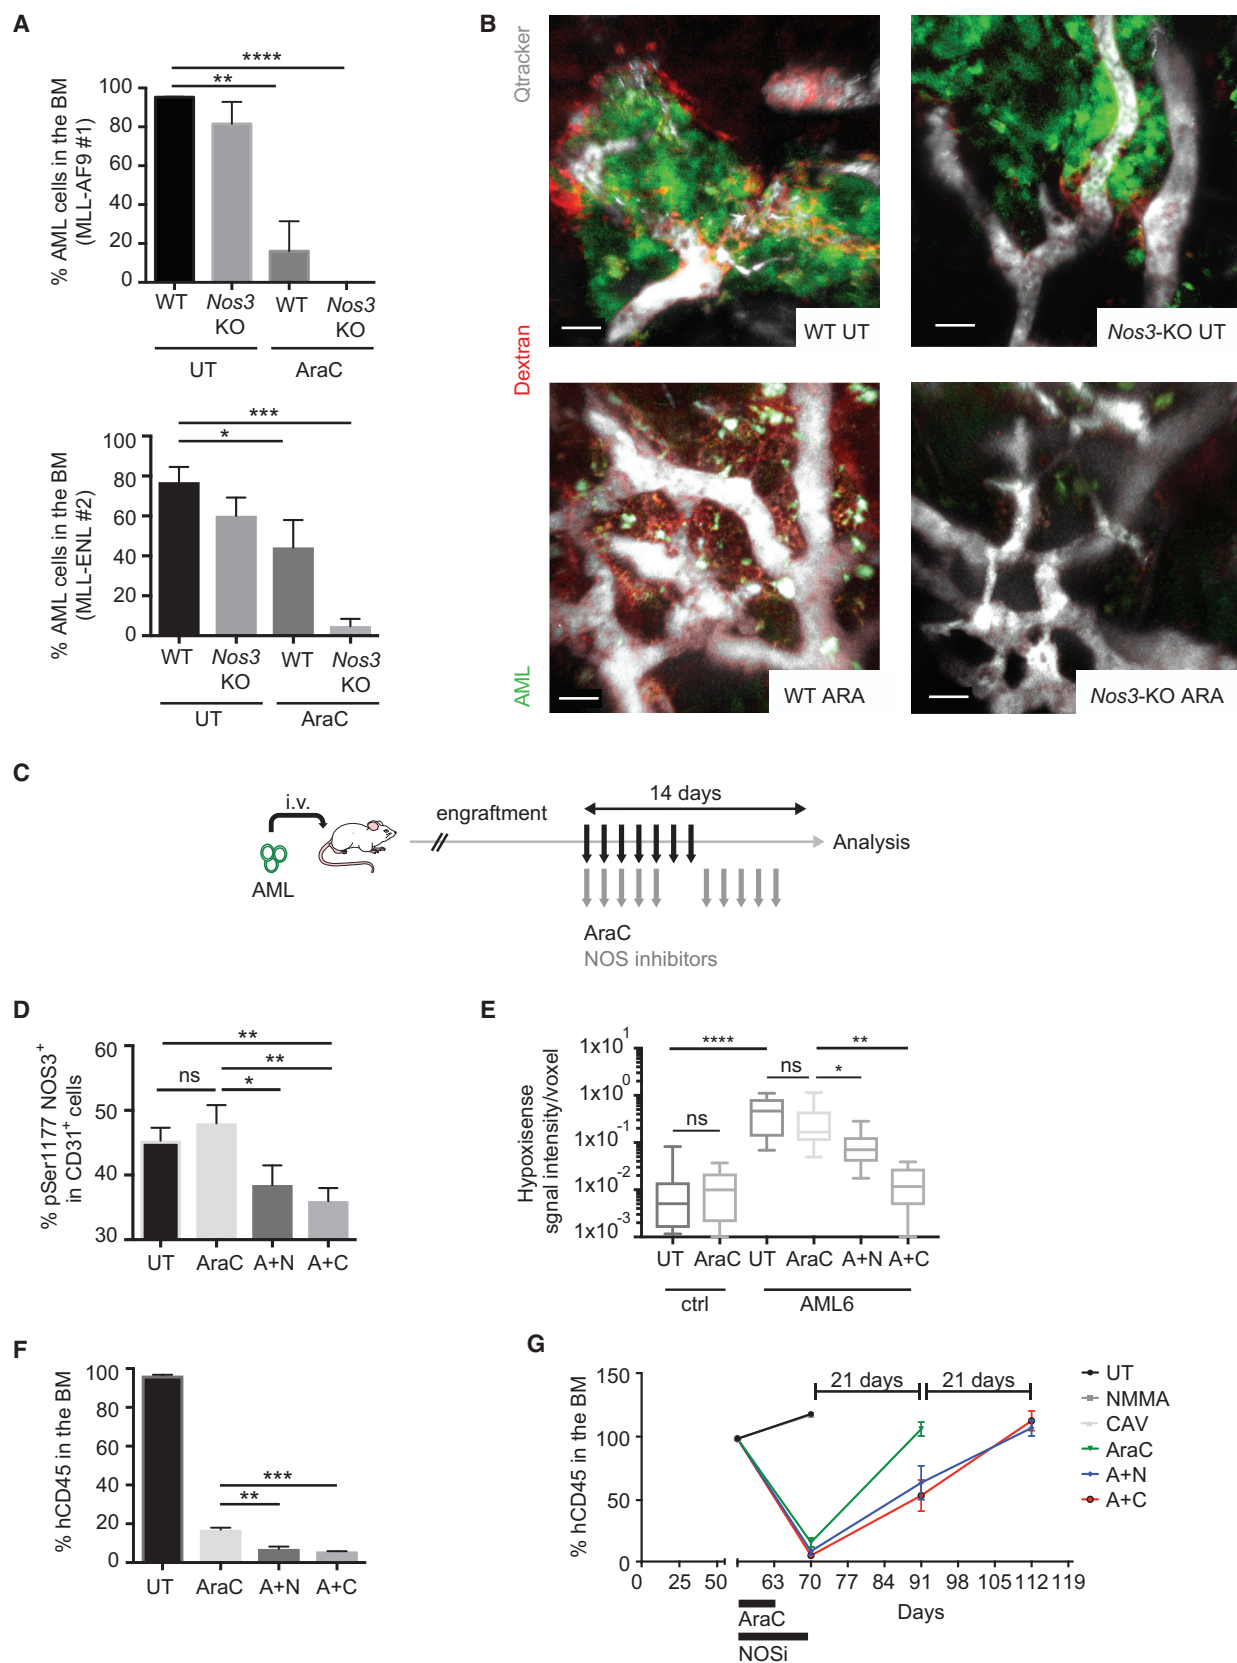 A
****
**
% AML cells in the BM
(MLL-AF9 #1)
100
80
60
40
20
0
WT
Nos3
KO
WT
Nos3
KO
UT
AraC
% AML cells in the BM
(MLL-ENL #2)
***
*
100
80
60
40
20
0
WT
Nos3
KO
WT
Nos3
KO
UT
AraC
B
Qtracker
Dextran
AML
WT UT
Nos3-KO UT
WT ARA
Nos3-KO ARA
C
i.v.
AML
engraftment
14 days
Analysis
AraC
NOS inhibitors
D
% pSer1177 NOS3+
in CD31+ cells
60
50
40
30
**
**
ns
*
UT
AraC
A+N
A+C
E
Hypoxisense
sgnal intensity/voxel
1x10^1
1x10^0
1x10^-1
1x10^-2
1x10^-3
****
**
ns
*
ns
UT
AraC
UT
AraC
A+N
A+C
ctrl
AML6
F
% hCD45 in the BM
100
80
60
40
20
0
***
**
UT
AraC
A+N
A+C
G
% hCD45 in the BM
150
100
50
0
21 days
21 days
UT
NMMA
CAV
AraC
A+N
A+C
0 25 50 63 70 77 84 91 98 105 112 119
AraC
Days
NOSi